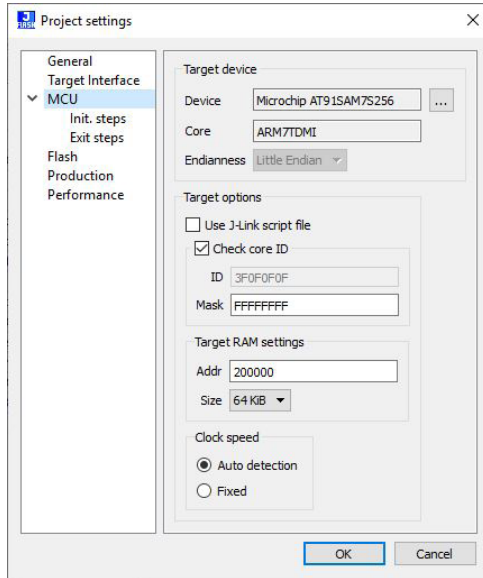 J
FLASH
Project settings
General
Target Interface
MCU
Init. steps
Exit steps
Flash
Production
Performance
Target device
Device Microchip AT91SAM7S256 ...
Core ARM7TDMI
Endianness Little Endian
Target options
Use J-Link script file
Check core ID
ID 3F0F0F0F
Mask FFFFFFFF
Target RAM settings
Addr 200000
Size 64 KiB
Clock speed
Auto detection
Fixed
OK Cancel